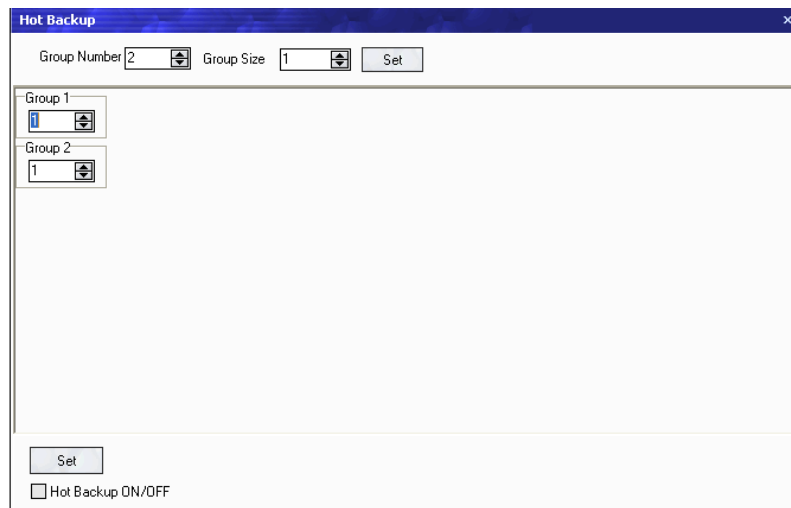 Hot Backup
Group Number 2 Group Size 1 Set
Group 1
1
Group 2
1
Set
Hot Backup ON/OFF